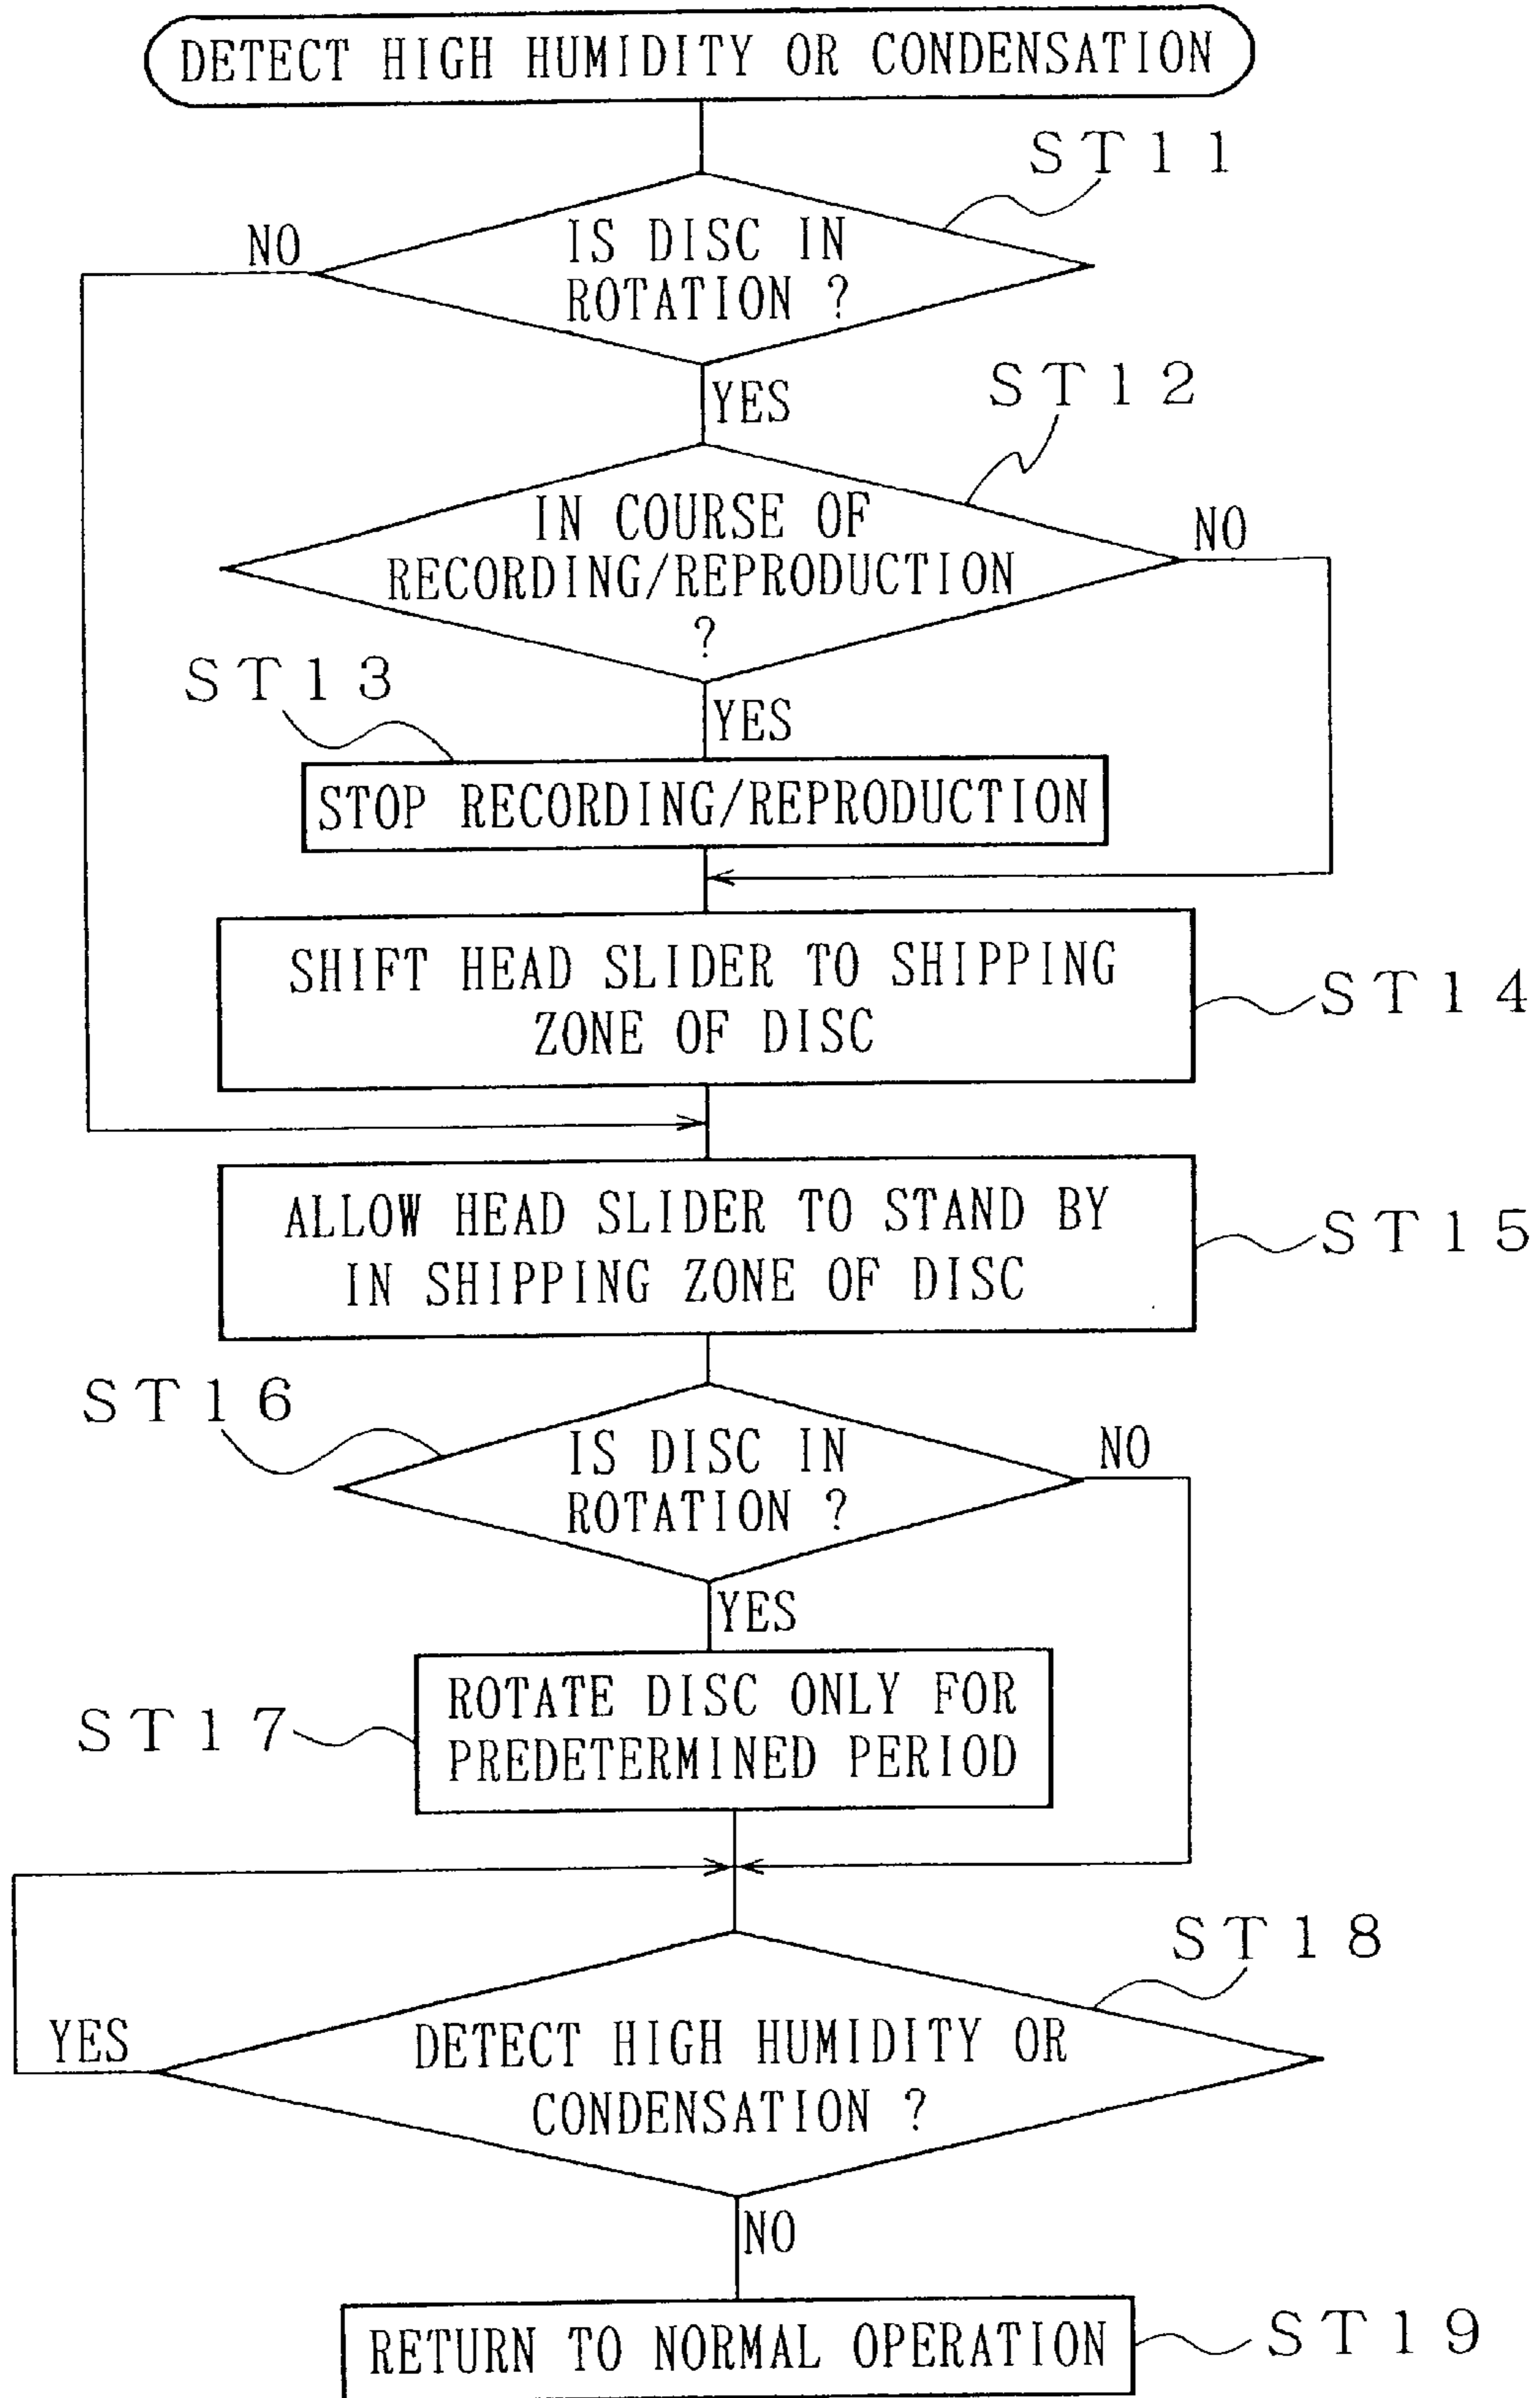 DETECT HIGH HUMIDITY OR CONDENSATION
ST11
NO
IS DISC IN
ROTATION ?
YES
ST12
IN COURSE OF
RECORDING/REPRODUCTION
?
NO
ST13
YES
STOP RECORDING/REPRODUCTION
SHIFT HEAD SLIDER TO SHIPPING
ZONE OF DISC
ST14
ALLOW HEAD SLIDER TO STAND BY
IN SHIPPING ZONE OF DISC
ST15
ST16
IS DISC IN
ROTATION ?
NO
YES
ROTATE DISC ONLY FOR
PREDETERMINED PERIOD
ST17
ST18
YES
DETECT HIGH HUMIDITY OR
CONDENSATION ?
NO
RETURN TO NORMAL OPERATION
ST19